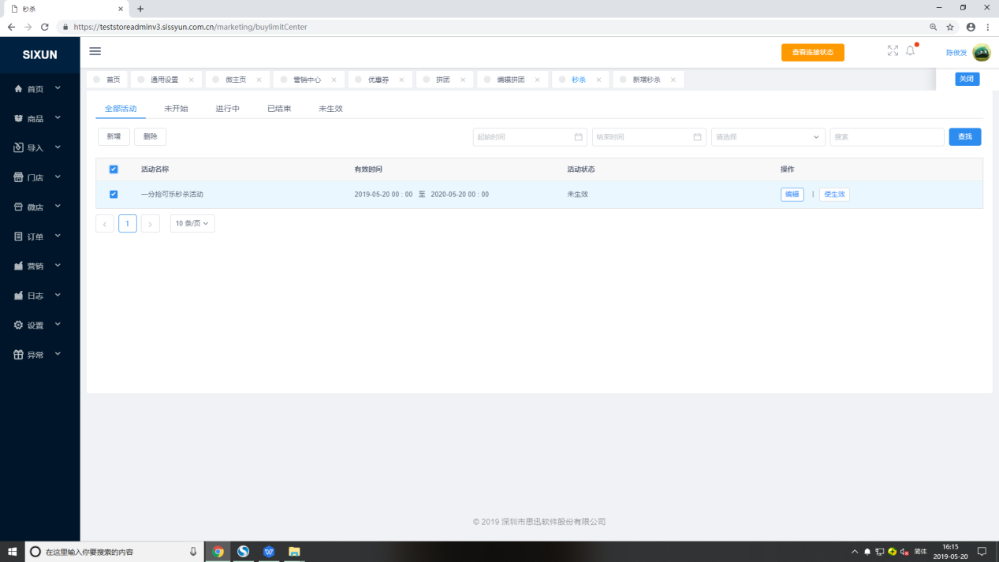 秒杀
https://teststoreadminv3.sissyun.com.cn/marketing/buylimitCenter
SIXUN
查看连接状态
陈俊发
首页
通用设置
微主页
营销中心
优惠券
拼团
编辑拼团
秒杀
新增秒杀
关闭
首页
商品
导入
门店
微店
订单
营销
日志
设置
异常
全部活动 未开始 进行中 已结束 未生效
新增 删除 起始时间 结束时间 请选择 搜索 查找
活动名称 有效时间 活动状态 操作
一分抢可乐秒杀活动 2019-05-20 00 : 00 至 2020-05-20 00 : 00 未生效 编辑 | 使生效
1 10 条/页
© 2019 深圳市思迅软件股份有限公司
在这里输入你要搜索的内容
简体
16:15
2019-05-20